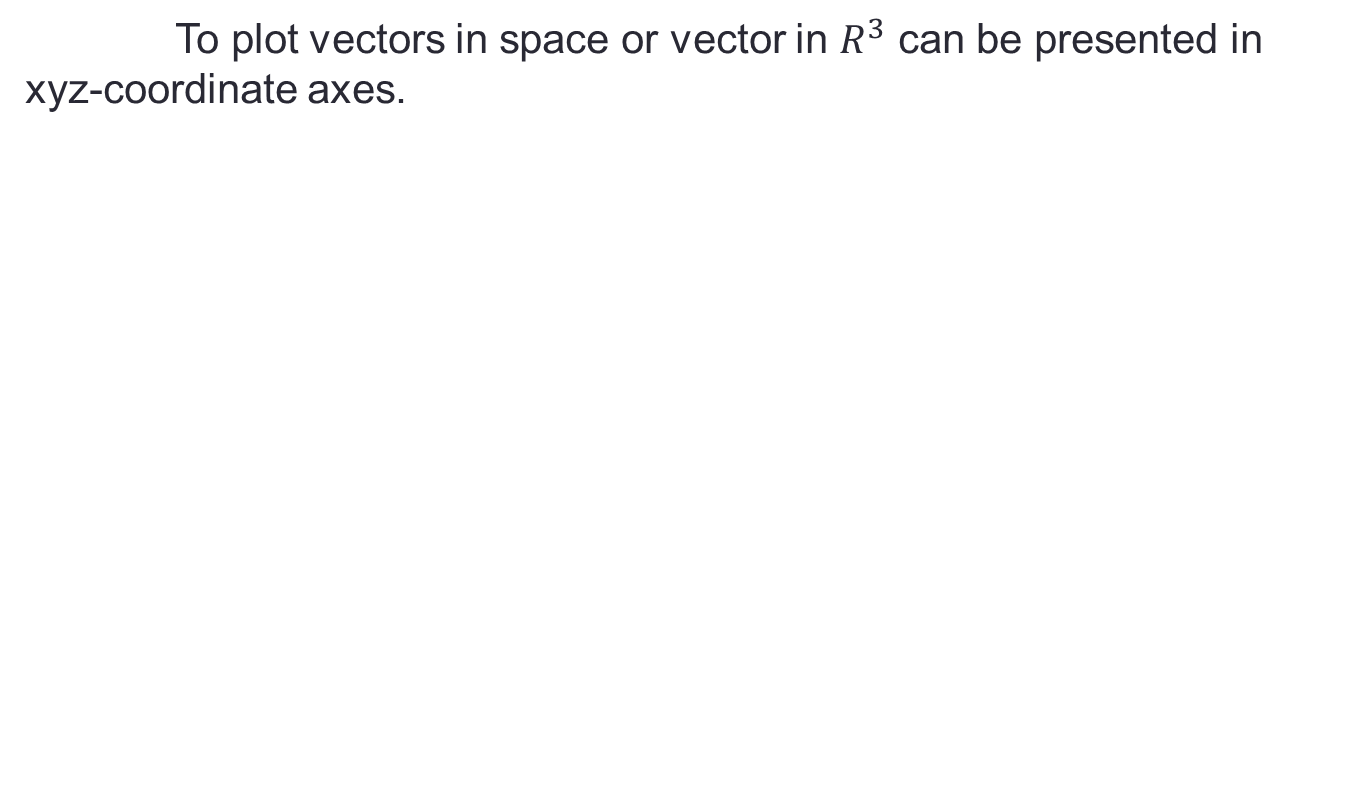 To plot vectors in space or vector in R³ can be presented in
xyz-coordinate axes.